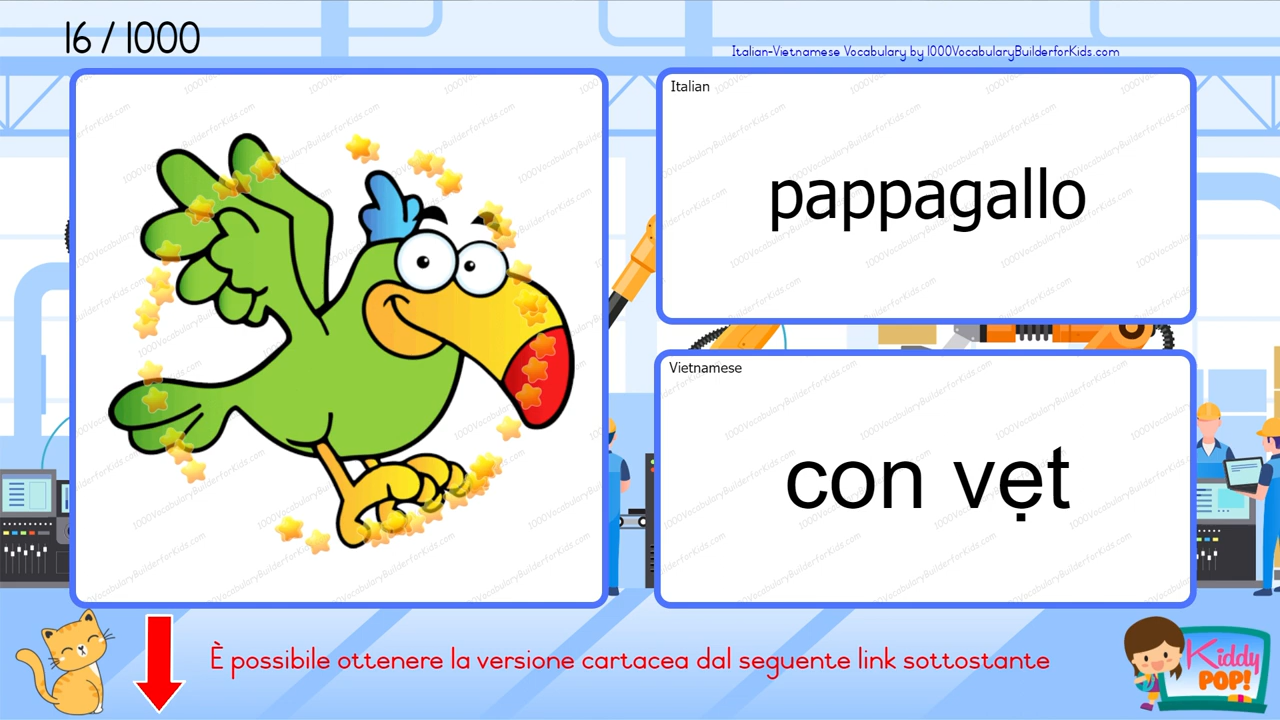 16 / 1000
Italian-Vietnamese Vocabulary by 1000VocabularyBuilderforKids.com
Italian
pappagallo
Vietnamese
con vẹt
È possibile ottenere la versione cartacea dal seguente link sottostante
Kiddy
POP!